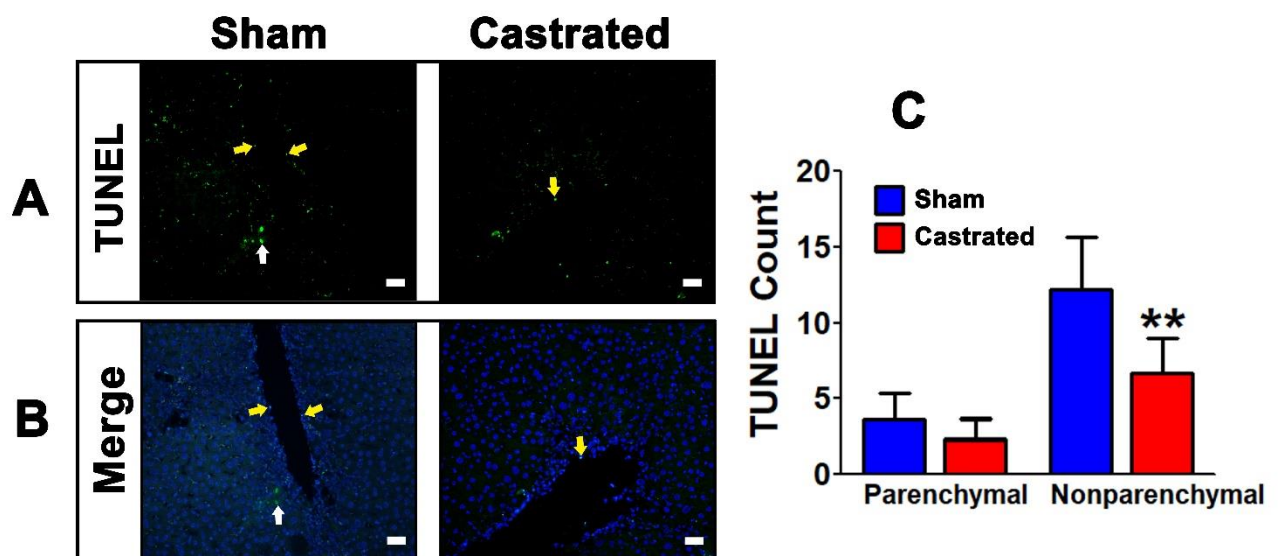 Sham
Castrated
A
TUNEL
B
Merge
C
TUNEL Count
20
15
10
5
0
Sham
Castrated
**
Parenchymal
Nonparenchymal